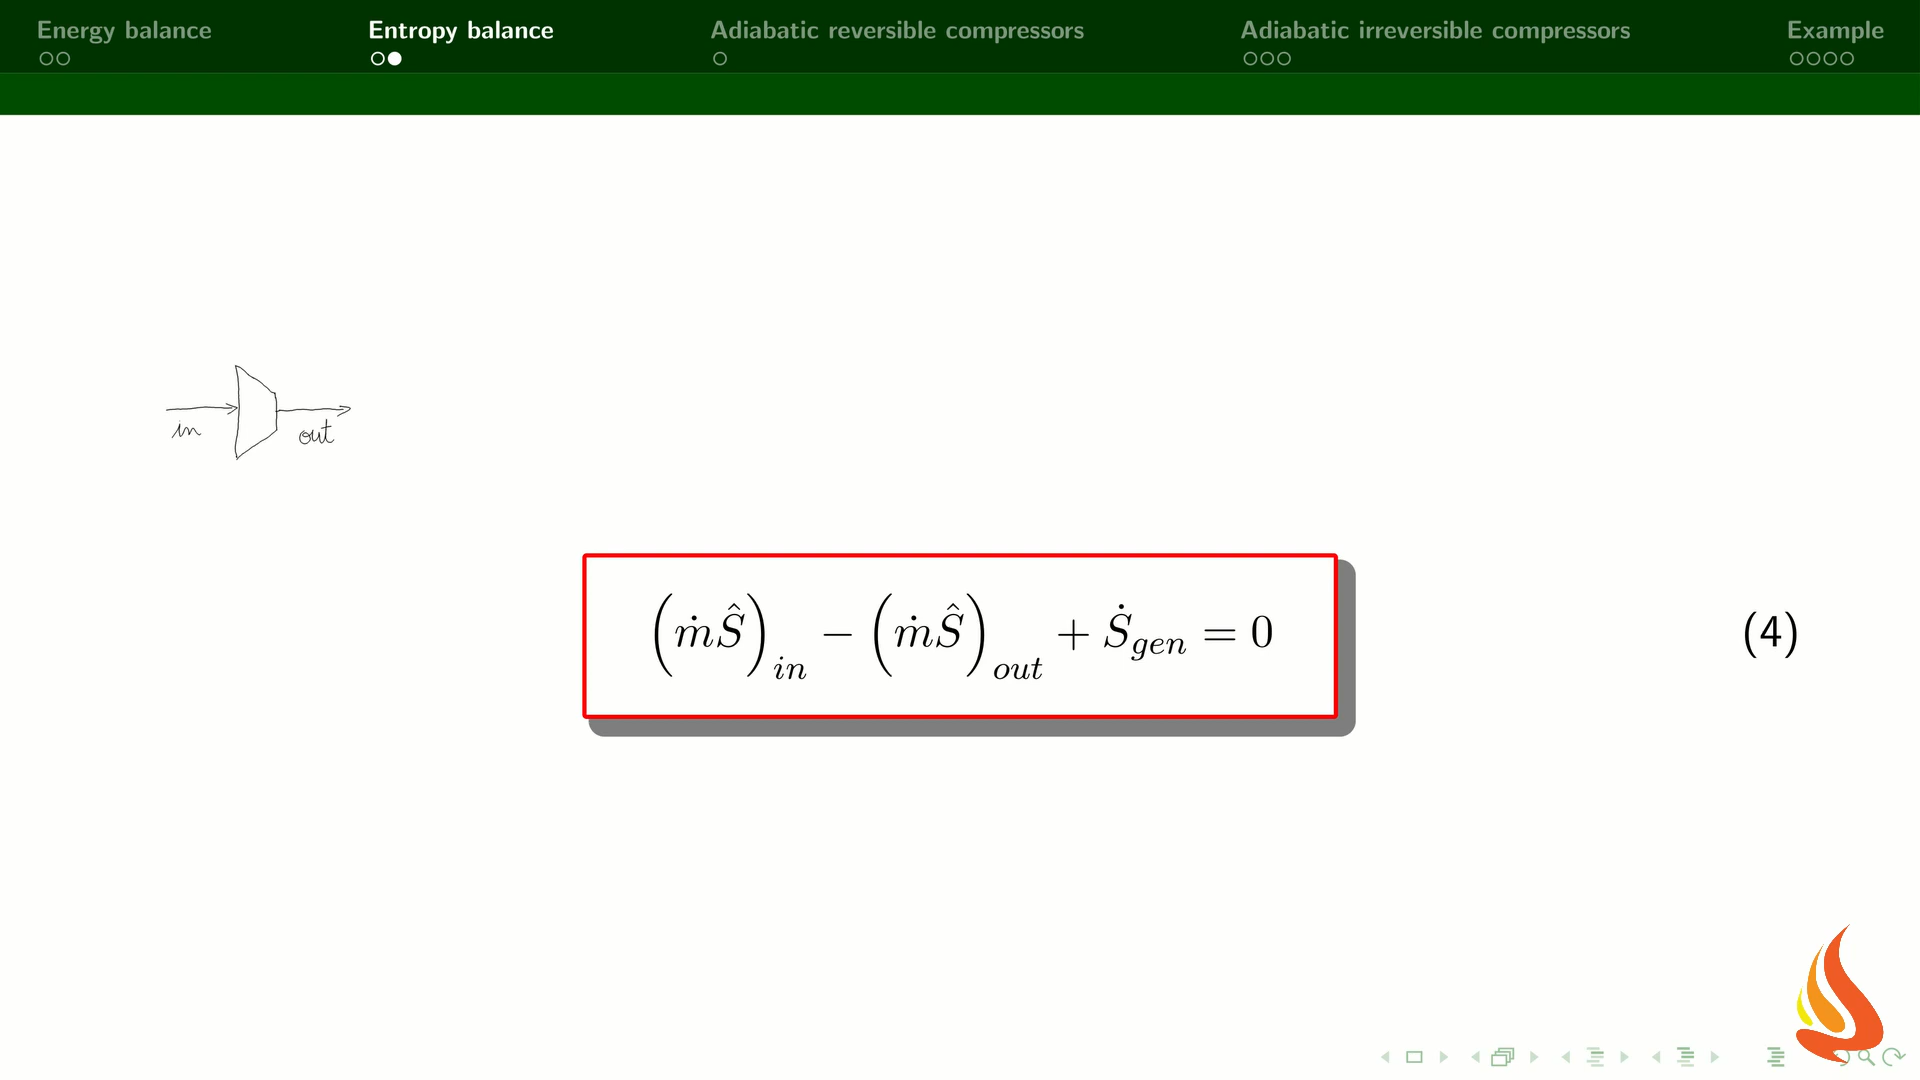 Energy balance Entropy balance Adiabatic reversible compressors Adiabatic irreversible compressors Example
in out
(ṁŜ)_in − (ṁŜ)_out + Ṡ_gen = 0 (4)